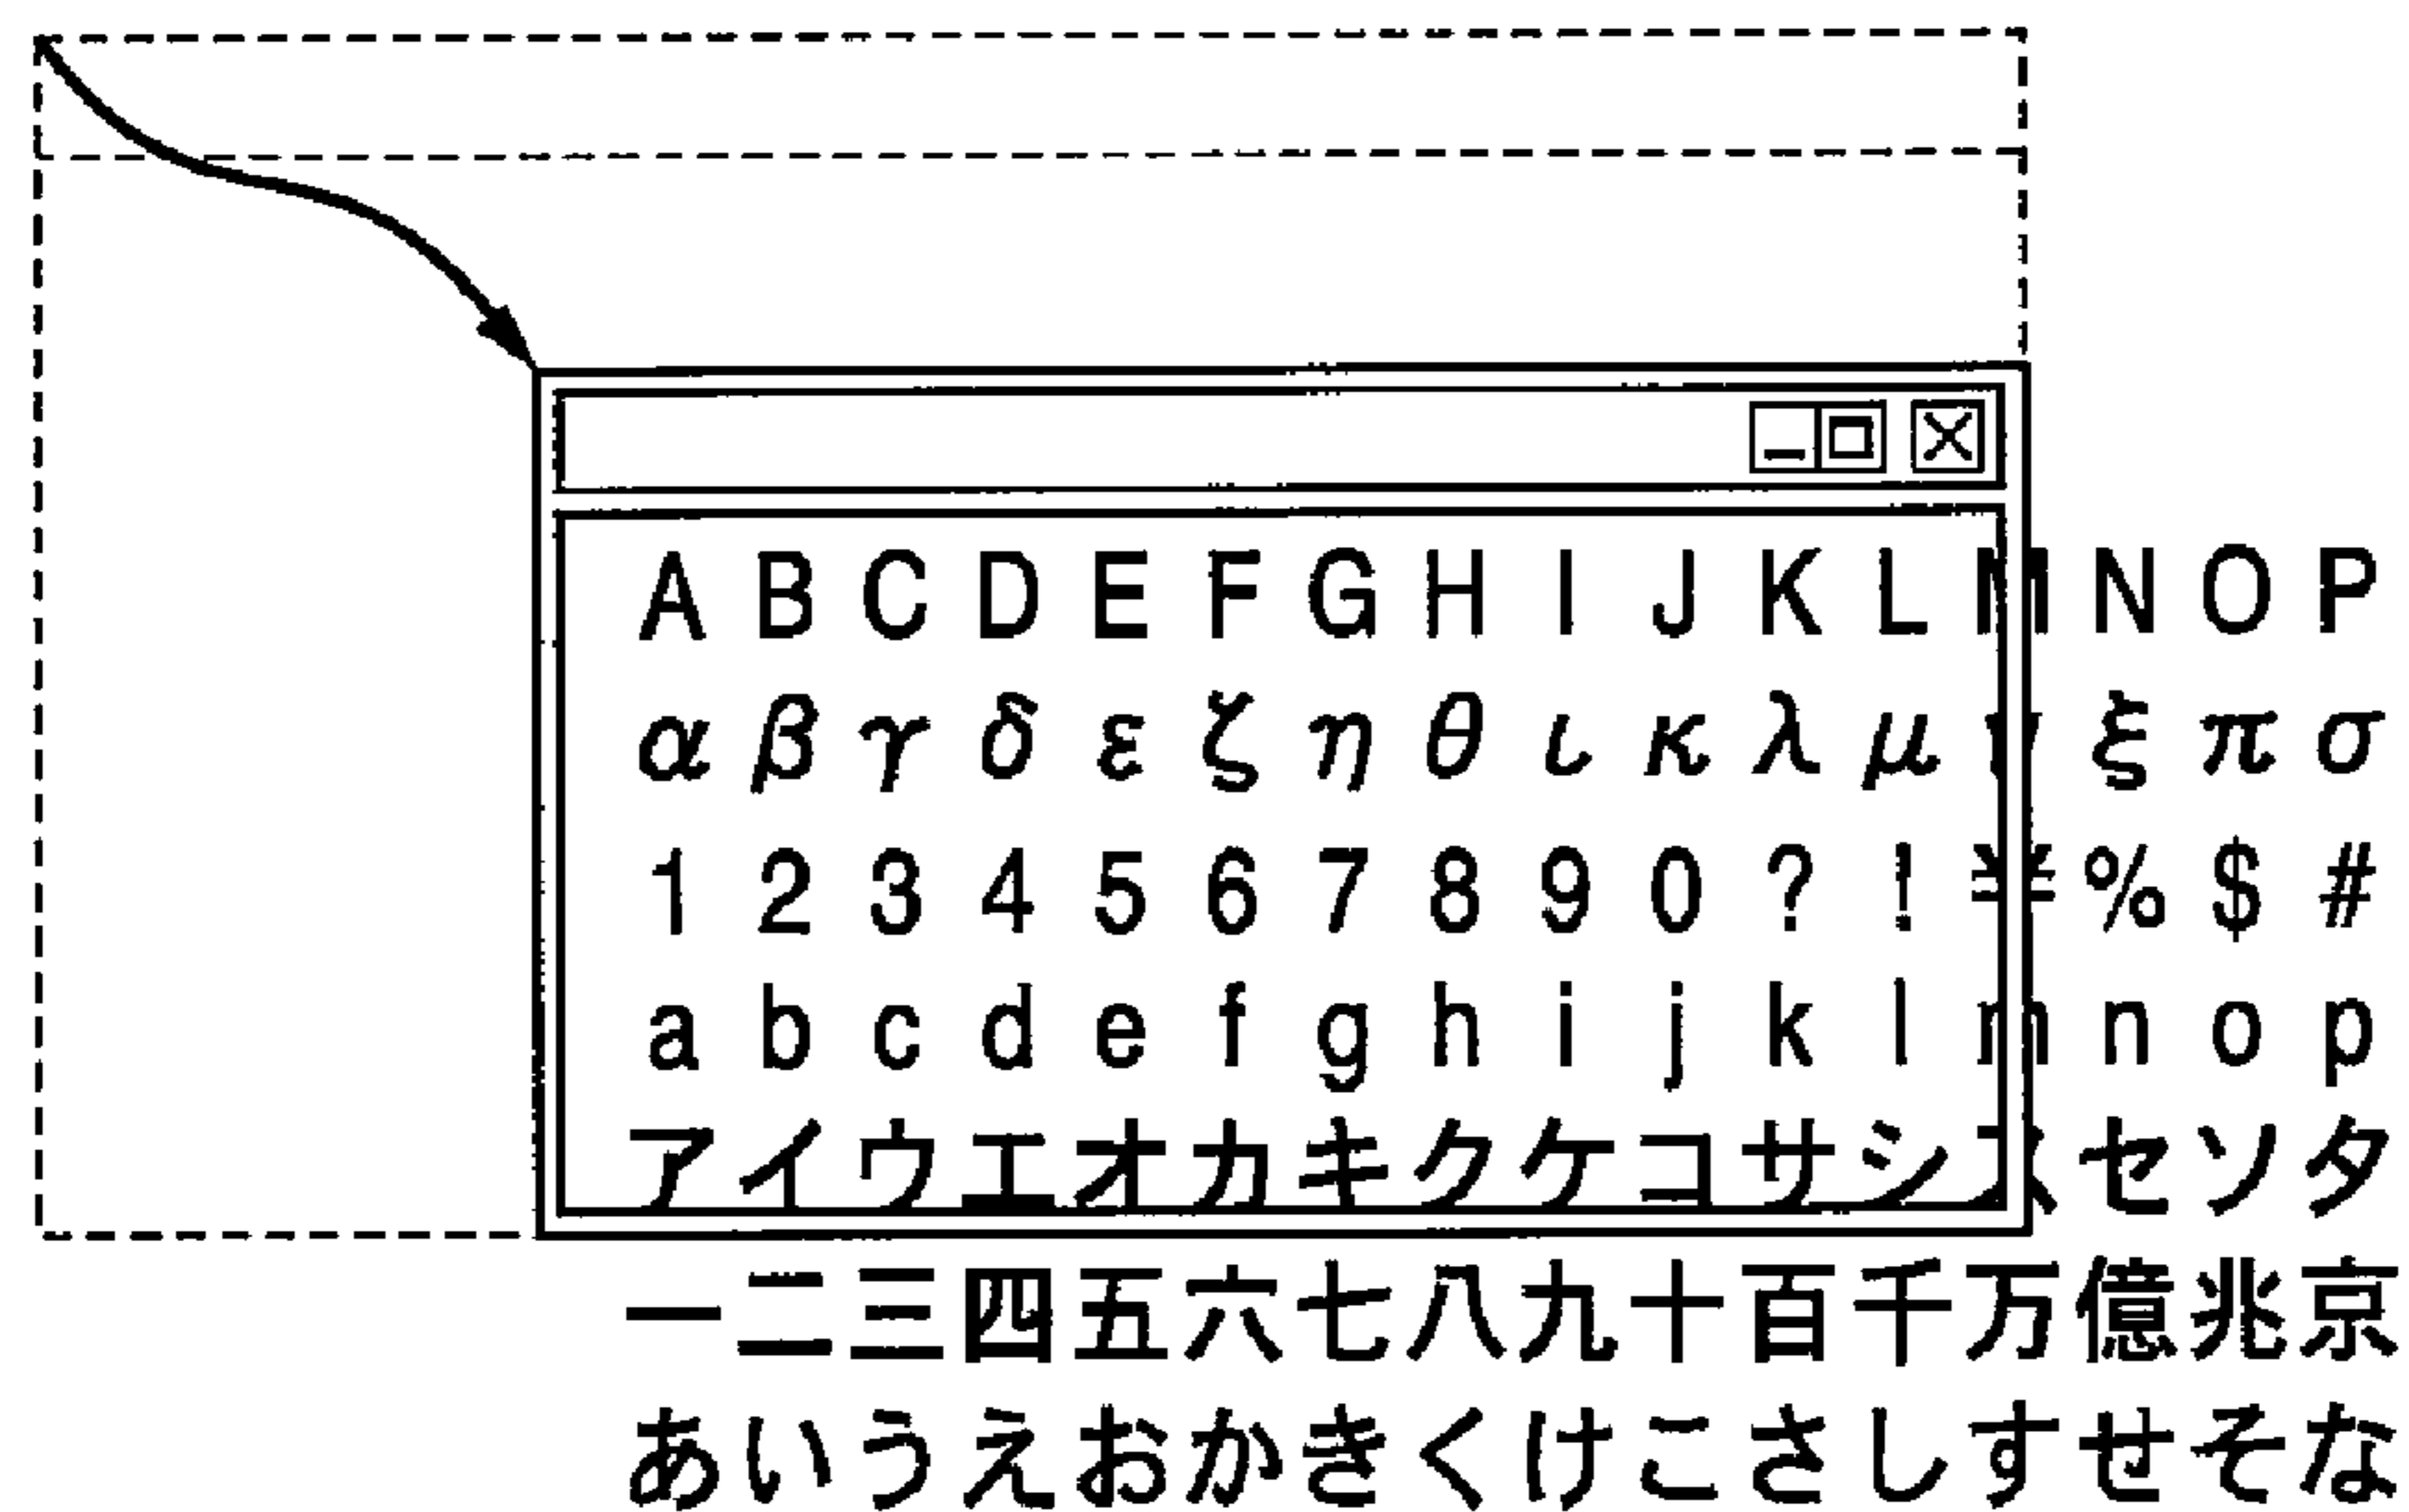 A B C D E F G H I J K L M N O P
α β γ δ ε ζ η θ ι κ λ μ ν ξ π σ
1 2 3 4 5 6 7 8 9 0 ? ! ¥ % $ #
a b c d e f g h i j k l m n o p
アイウエオカキクケコサシスセソタ
一二三四五六七八九十百千万億兆京
あいうえおかきくけこさしすせそな